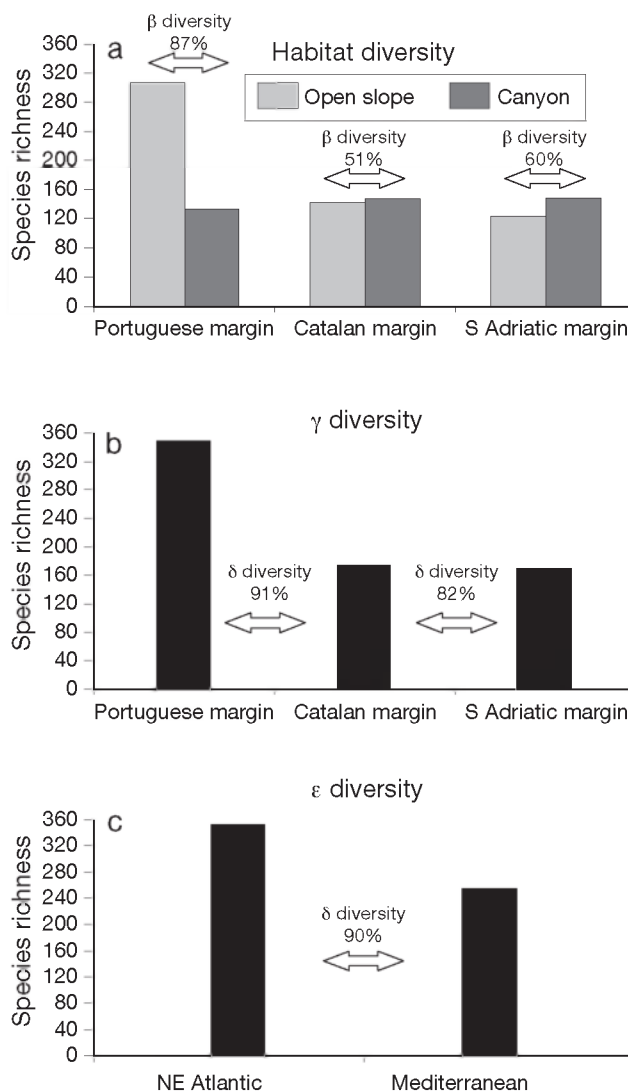 a
Habitat diversity
Open slope
Canyon
β diversity
87%
β diversity
51%
β diversity
60%
Species richness
360
320
280
240
200
160
120
80
40
0
Portuguese margin
Catalan margin
S Adriatic margin
b
γ diversity
δ diversity
91%
δ diversity
82%
Species richness
360
320
280
240
200
160
120
80
40
0
Portuguese margin
Catalan margin
S Adriatic margin
c
ε diversity
δ diversity
90%
Species richness
360
320
280
240
200
160
120
80
40
0
NE Atlantic
Mediterranean